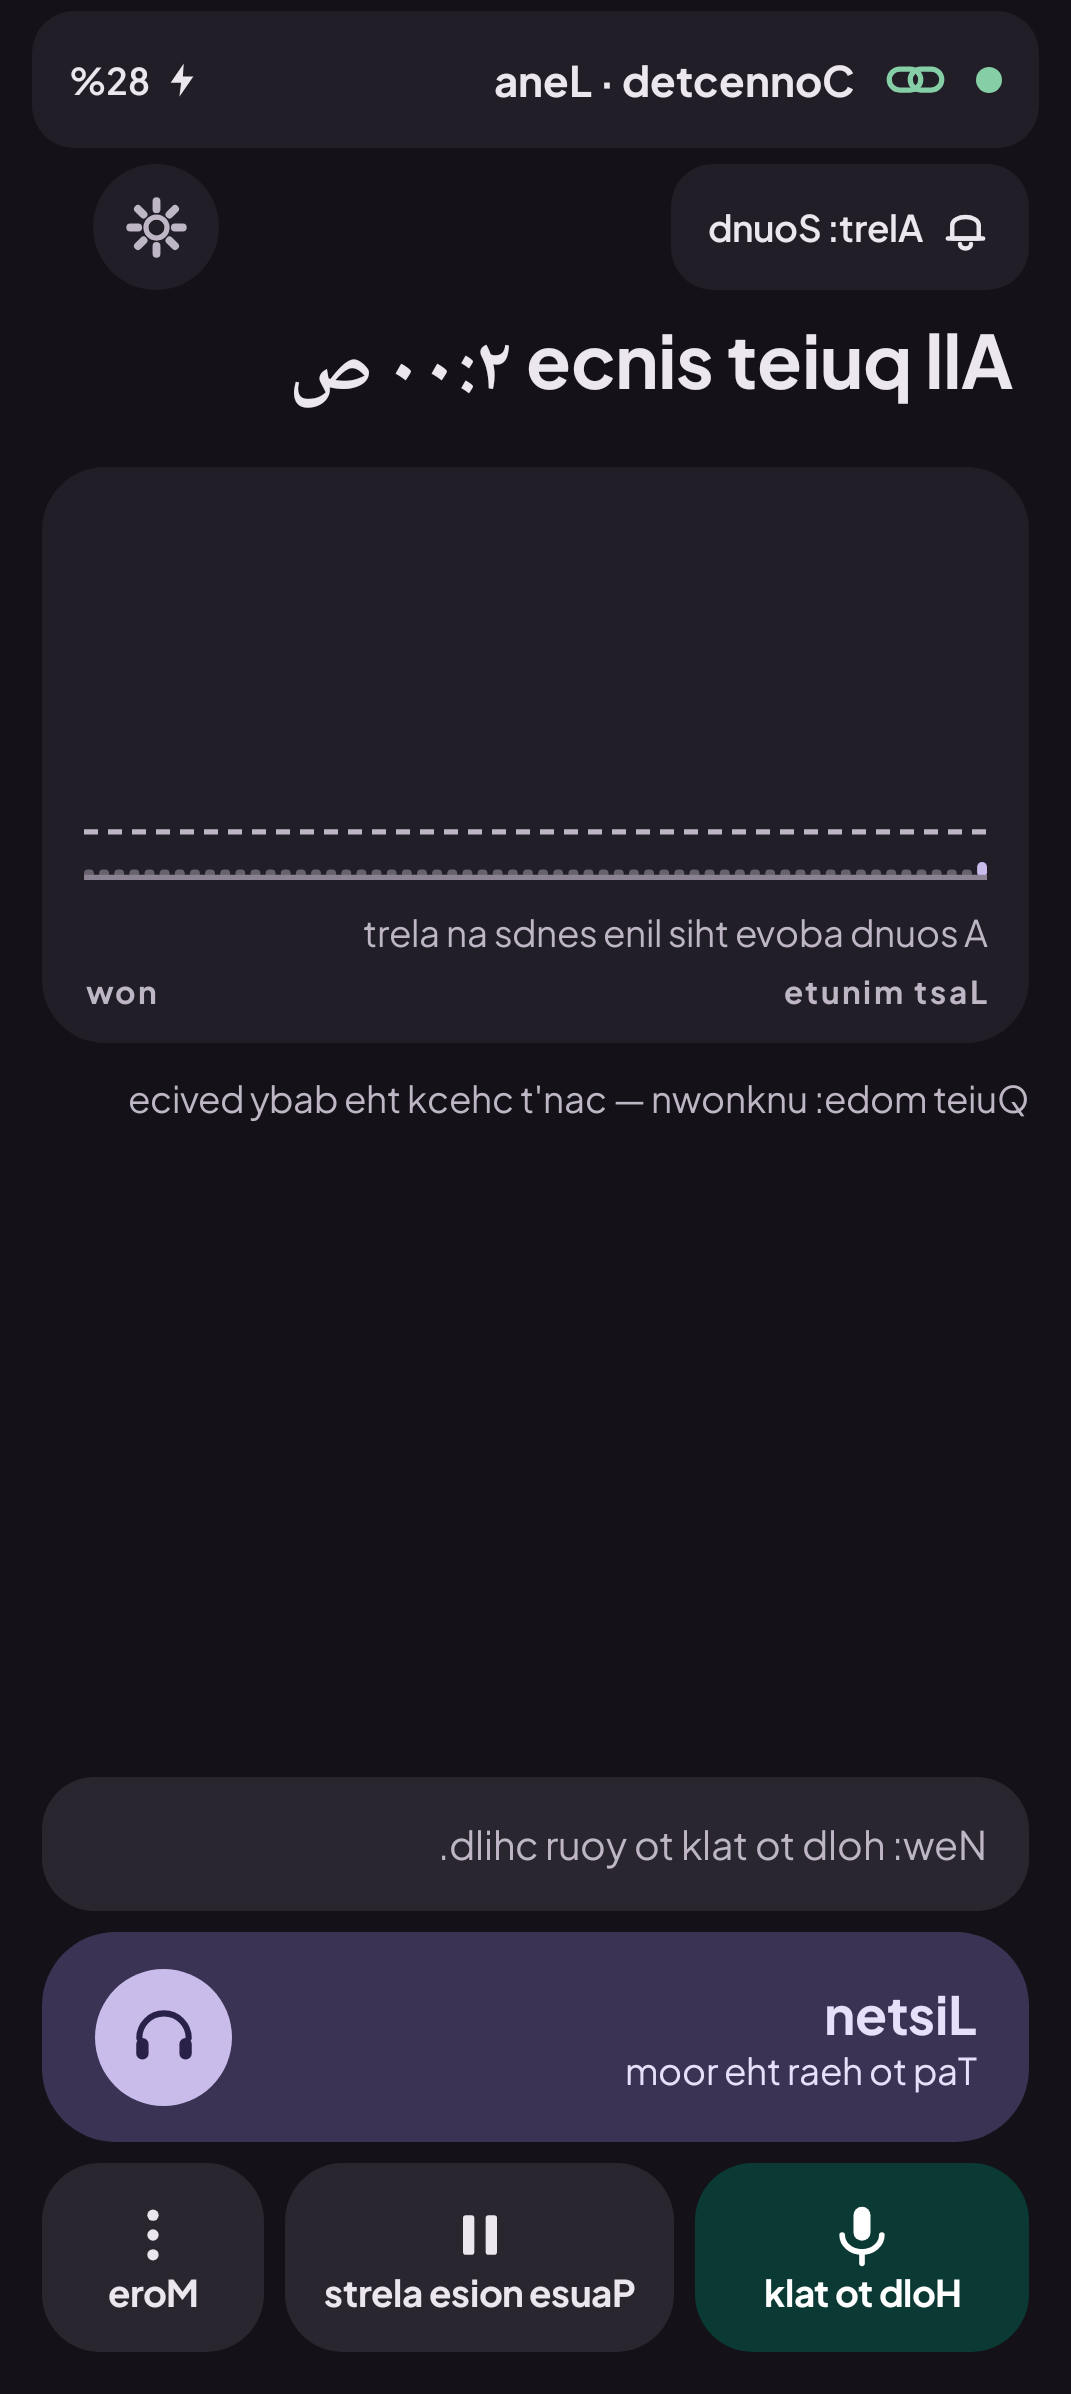 aneL · detcennoC
%28
dnuoS :trelA
ص ٠٠:٢ ecnis teiuq llA
trela na sdnes enil siht evoba dnuos A
etunim tsaL
won
ecived ybab eht kcehc t'nac — nwonknu :edom teiuQ
.dlihc ruoy ot klat ot dloh :weN
netsiL
moor eht raeh ot paT
klat ot dloH
strela esion esuaP
eroM